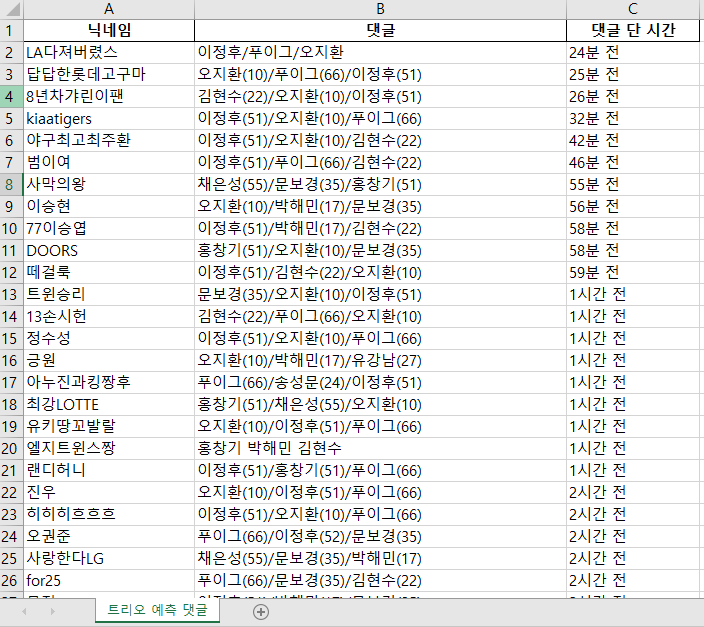 A B C
1 닉네임 댓글 댓글 단 시간
2 LA다져버렸스 이정후/푸이그/오지환 24분 전
3 답답한롯데고구마 오지환(10)/푸이그(66)/이정후(51) 25분 전
4 8년차갸린이팬 김현수(22)/오지환(10)/이정후(51) 26분 전
5 kiaatigers 이정후(51)/오지환(10)/푸이그(66) 32분 전
6 야구최고최주환 이정후(51)/오지환(10)/김현수(22) 42분 전
7 범이여 이정후(51)/푸이그(66)/김현수(22) 46분 전
8 사막의왕 채은성(55)/문보경(35)/홍창기(51) 55분 전
9 이승현 오지환(10)/박해민(17)/문보경(35) 56분 전
10 77이승엽 이정후(51)/박해민(17)/김현수(22) 58분 전
11 DOORS 홍창기(51)/오지환(10)/문보경(35) 58분 전
12 떼걸룩 이정후(51)/김현수(22)/오지환(10) 59분 전
13 트윈승리 문보경(35)/오지환(10)/이정후(51) 1시간 전
14 13손시헌 김현수(22)/푸이그(66)/오지환(10) 1시간 전
15 정수성 이정후(51)/오지환(10)/푸이그(66) 1시간 전
16 긍원 오지환(10)/박해민(17)/유강남(27) 1시간 전
17 아누진과킹짱후 푸이그(66)/송성문(24)/이정후(51) 1시간 전
18 최강LOTTE 홍창기(51)/채은성(55)/오지환(10) 1시간 전
19 유키땅꼬발랄 오지환(10)/이정후(51)/푸이그(66) 1시간 전
20 엘지트윈스짱 홍창기 박해민 김현수 1시간 전
21 랜디허니 이정후(51)/홍창기(51)/푸이그(66) 1시간 전
22 진우 오지환(10)/이정후(51)/푸이그(66) 2시간 전
23 히히히흐흐흐 이정후(51)/오지환(10)/푸이그(66) 2시간 전
24 오권준 푸이그(66)/이정후(52)/문보경(35) 2시간 전
25 사랑한다LG 채은성(55)/문보경(35)/박해민(17) 2시간 전
26 for25 푸이그(66)/문보경(35)/김현수(22) 2시간 전
트리오 예측 댓글